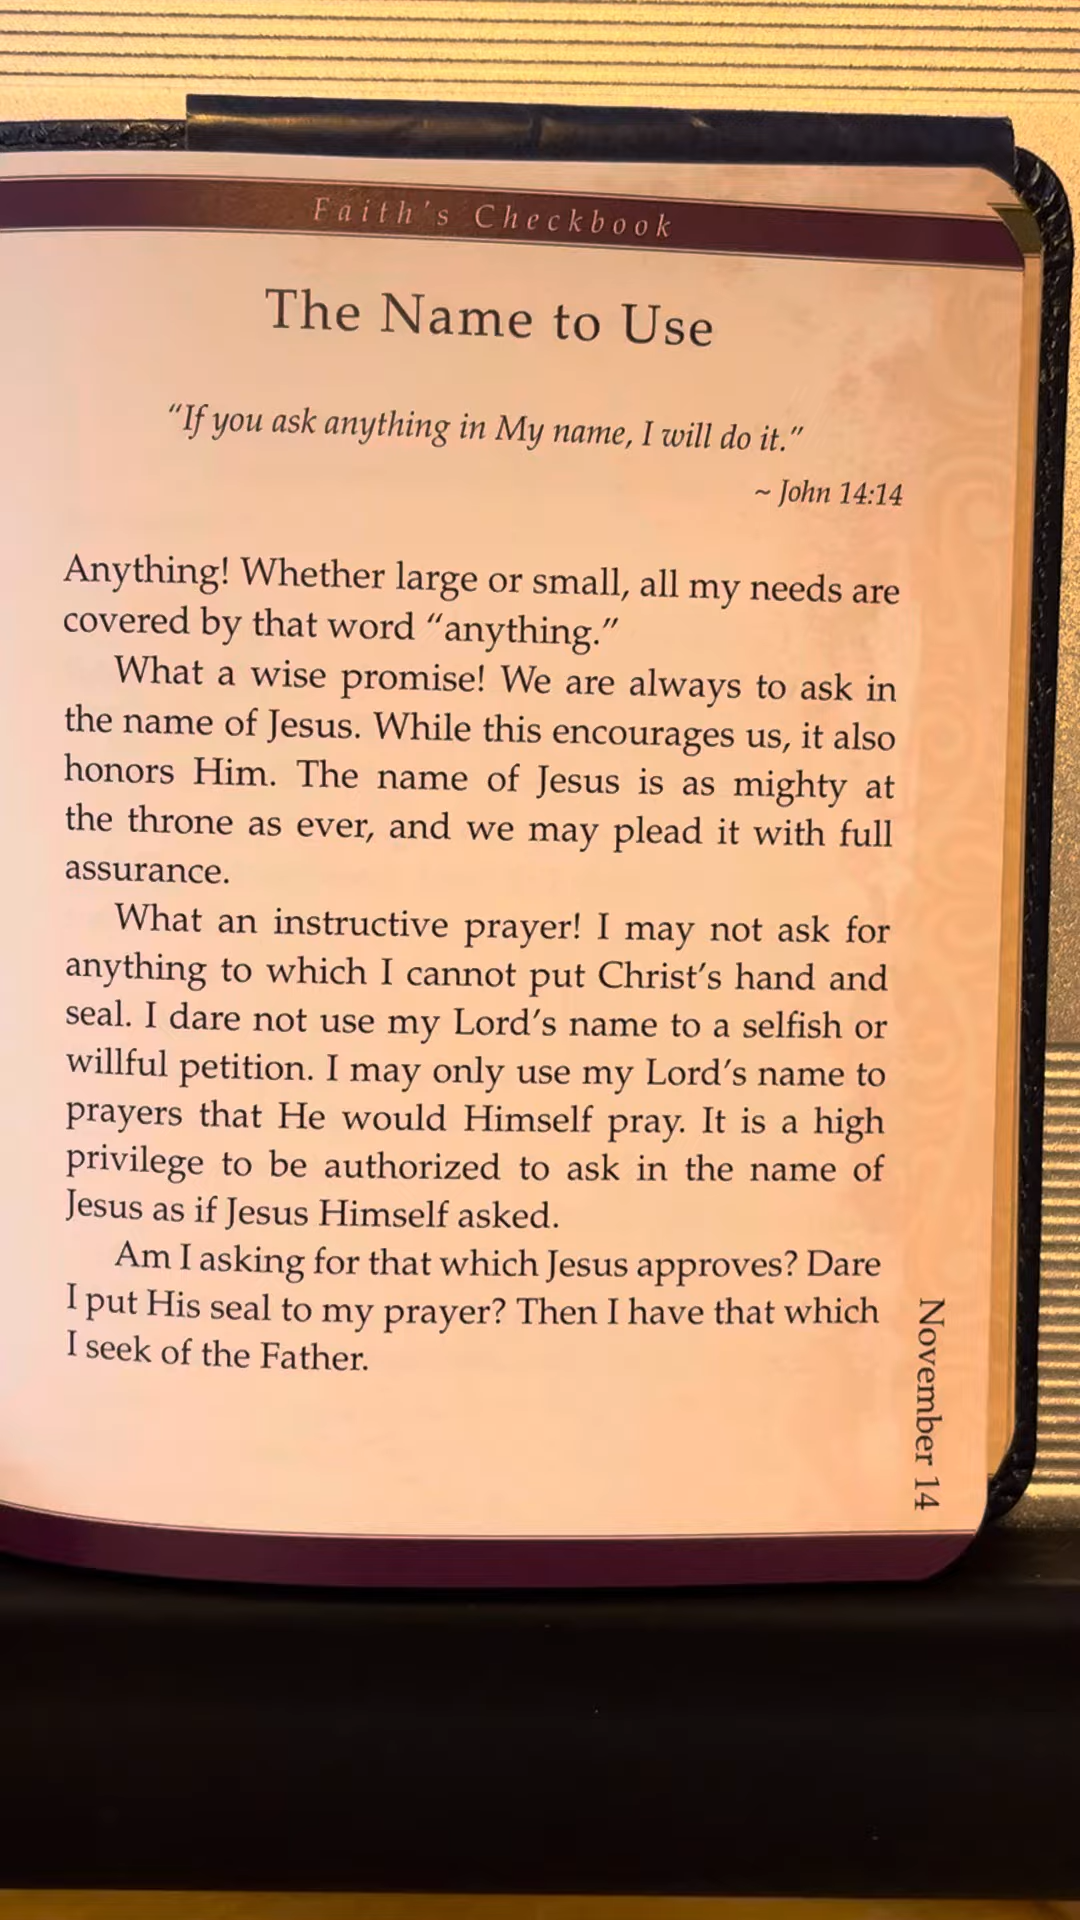 Faith's Checkbook
The Name to Use
“If you ask anything in My name, I will do it.”
~ John 14:14
Anything! Whether large or small, all my needs are
covered by that word “anything.”
What a wise promise! We are always to ask in
the name of Jesus. While this encourages us, it also
honors Him. The name of Jesus is as mighty at
the throne as ever, and we may plead it with full
assurance.
What an instructive prayer! I may not ask for
anything to which I cannot put Christ’s hand and
seal. I dare not use my Lord’s name to a selfish or
willful petition. I may only use my Lord’s name to
prayers that He would Himself pray. It is a high
privilege to be authorized to ask in the name of
Jesus as if Jesus Himself asked.
Am I asking for that which Jesus approves? Dare
I put His seal to my prayer? Then I have that which
I seek of the Father.
November 14